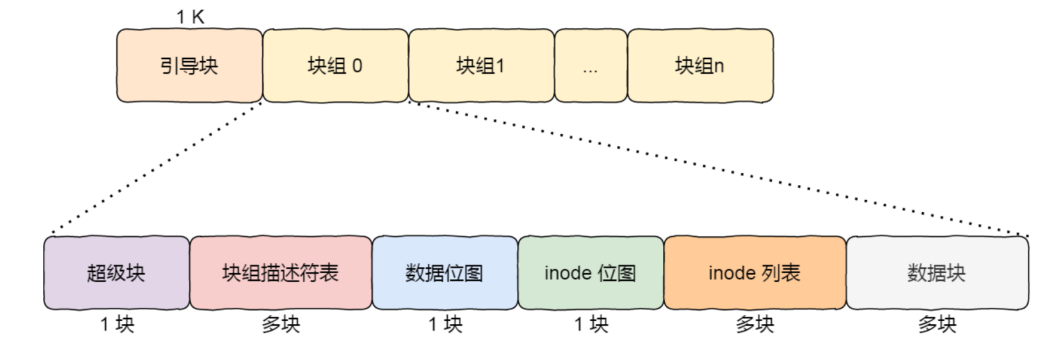 1 K
引导块 块组 0 块组1 ... 块组n
超级块 块组描述符表 数据位图 inode 位图 inode 列表 数据块
1 块 多块 1 块 1 块 多块 多块